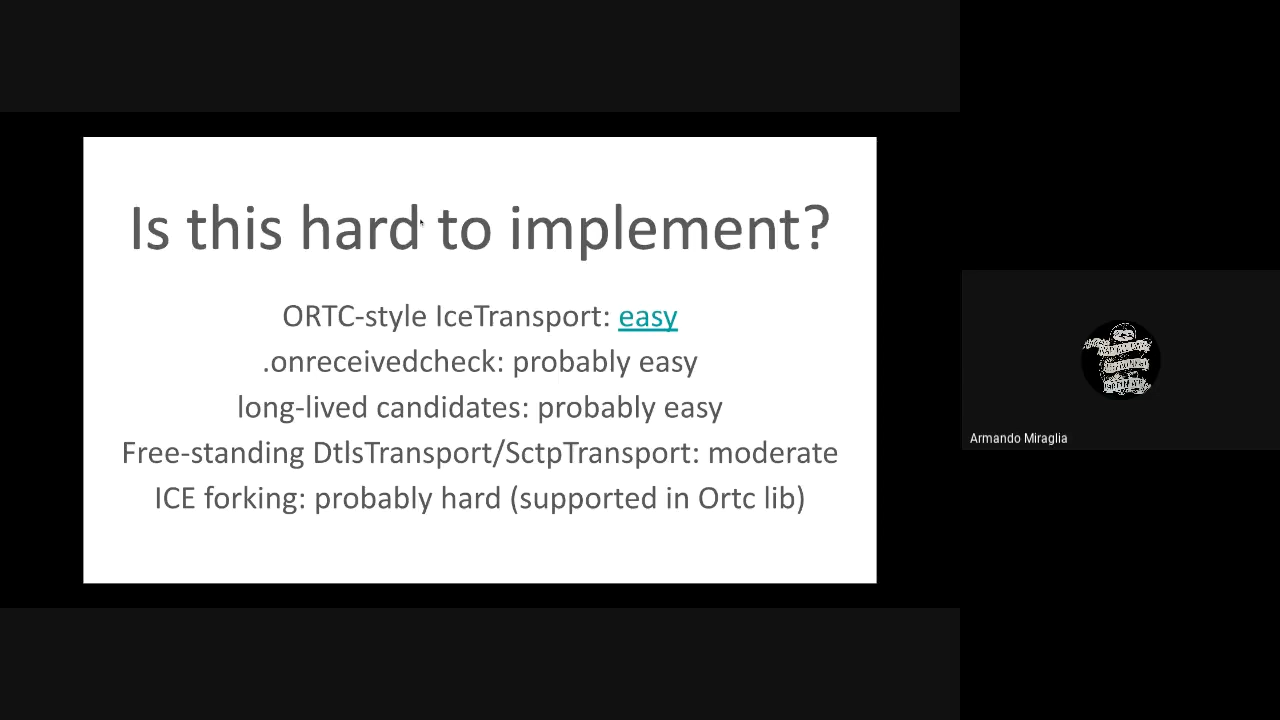 Is this hard to implement?
ORTC-style IceTransport: easy
.onreceivedcheck: probably easy
long-lived candidates: probably easy
Free-standing DtlsTransport/SctpTransport: moderate
ICE forking: probably hard (supported in Ortc lib)
Armando Miraglia